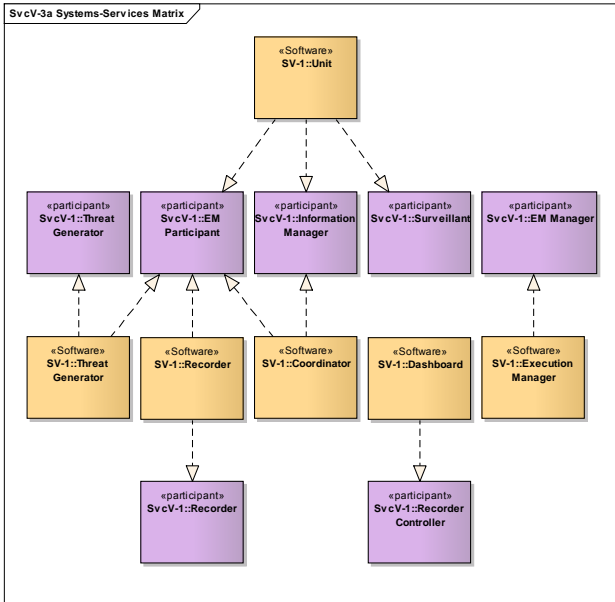 SvcV-3a Systems-Services Matrix
«Software»
SV-1::Unit
«participant»
SvcV-1::Threat
Generator
«participant»
SvcV-1::EM
Participant
«participant»
SvcV-1::Information
Manager
«participant»
SvcV-1::Surveillant
«participant»
SvcV-1::EM Manager
«Software»
SV-1::Threat
Generator
«Software»
SV-1::Recorder
«Software»
SV-1::Coordinator
«Software»
SV-1::Dashboard
«Software»
SV-1::Execution
Manager
«participant»
SvcV-1::Recorder
«participant»
SvcV-1::Recorder
Controller